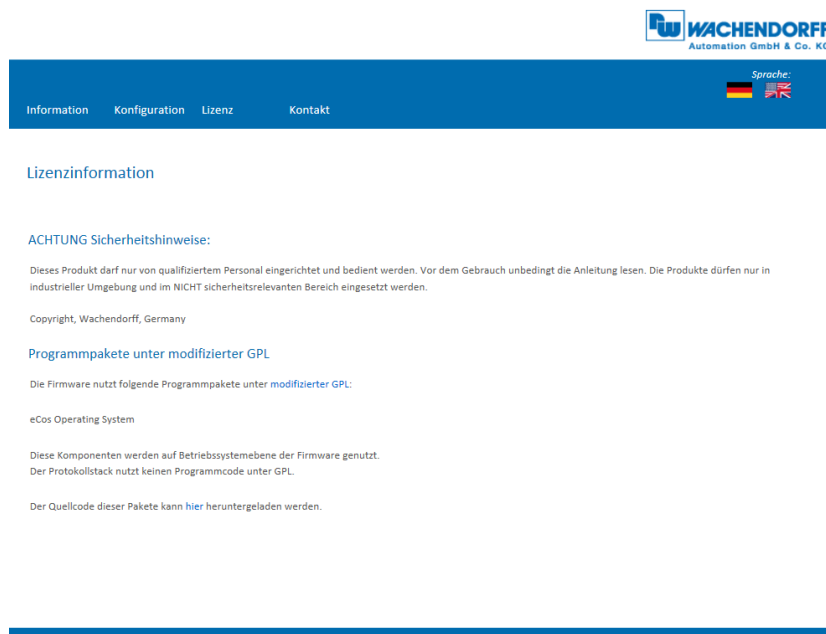 WACHENDORFF
Automation GmbH & Co. KG
Sprache:
Information Konfiguration Lizenz Kontakt
Lizenzinformation
ACHTUNG Sicherheitshinweise:
Dieses Produkt darf nur von qualifiziertem Personal eingerichtet und bedient werden. Vor dem Gebrauch unbedingt die Anleitung lesen. Die Produkte dürfen nur in
industrieller Umgebung und im NICHT sicherheitsrelevanten Bereich eingesetzt werden.
Copyright, Wachendorff, Germany
Programmpakete unter modifizierter GPL
Die Firmware nutzt folgende Programmpakete unter modifizierter GPL:
eCos Operating System
Diese Komponenten werden auf Betriebssystemebene der Firmware genutzt.
Der Protokollstack nutzt keinen Programmcode unter GPL.
Der Quellcode dieser Pakete kann hier heruntergeladen werden.